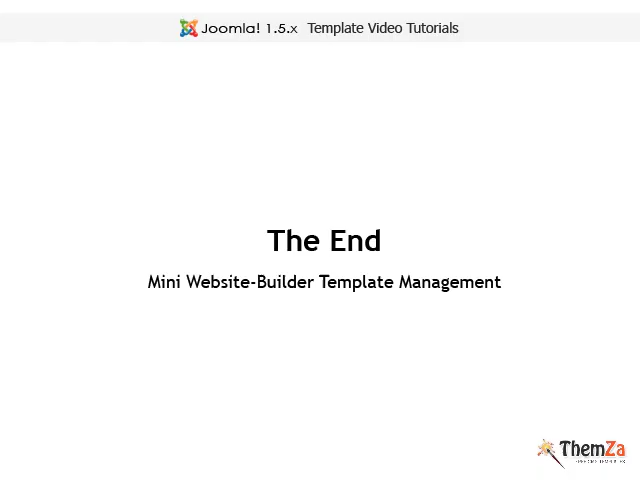 Joomla! 1.5.x Template Video Tutorials
The End
Mini Website-Builder Template Management
ThemZa